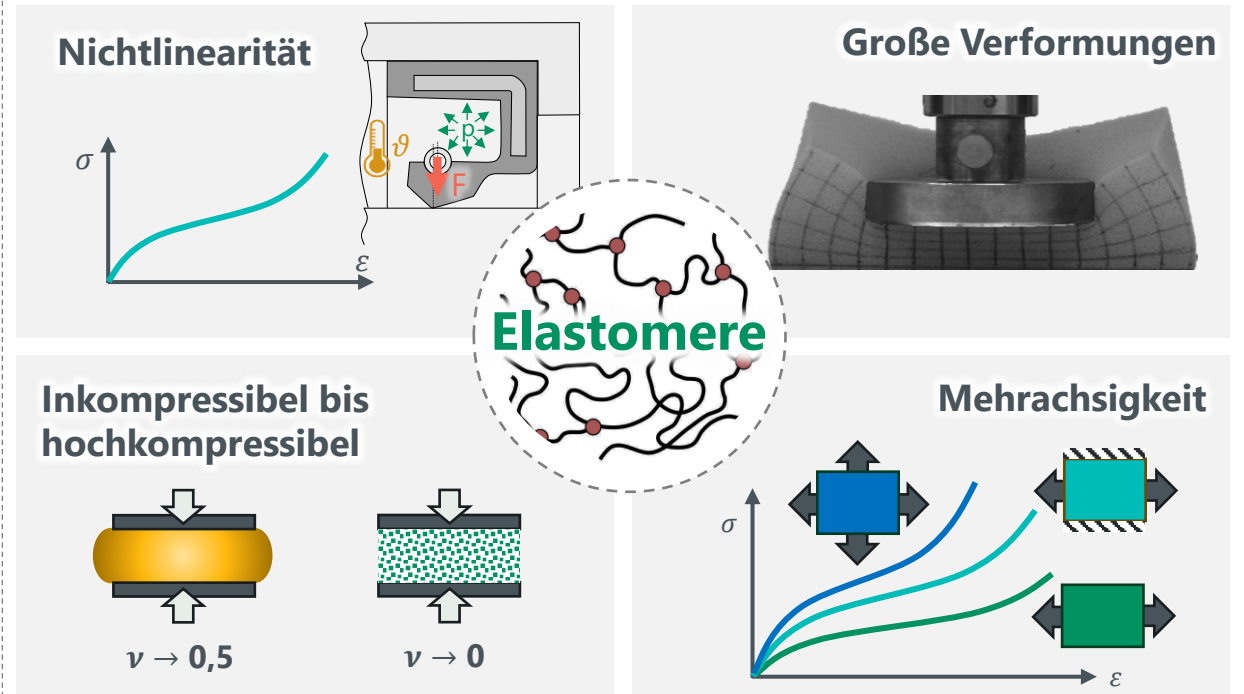 Nichtlinearität
σ
ε
ϑ
p
F
Große Verformungen
Elastomere
Inkompressibel bis
hochkompressibel
ν → 0,5
ν → 0
Mehrachsigkeit
σ
ε